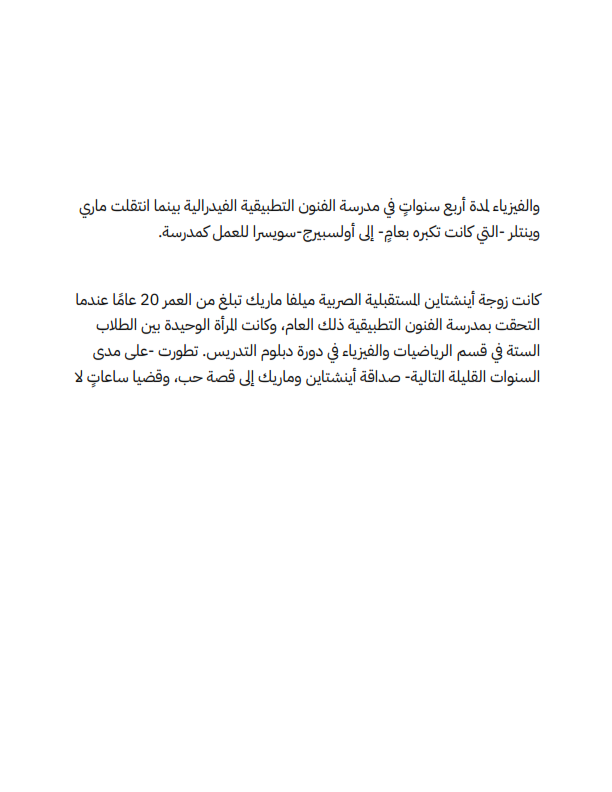 والفيزياء لمدة أربع سنواتٍ في مدرسة الفنون التطبيقية الفيدرالية بينما انتقلت ماري
وينتلر -التي كانت تكبره بعامٍ- إلى أولسبيرج-سويسرا للعمل كمدرسة.
كانت زوجة أينشتاين المستقبلية الصربية ميلفا ماريك تبلغ من العمر 20 عامًا عندما
التحقت بمدرسة الفنون التطبيقية ذلك العام، وكانت المرأة الوحيدة بين الطلاب
الستة في قسم الرياضيات والفيزياء في دورة دبلوم التدريس. تطورت -على مدى
السنوات القليلة التالية- صداقة أينشتاين وماريك إلى قصة حب، وقضيا ساعاتٍ لا